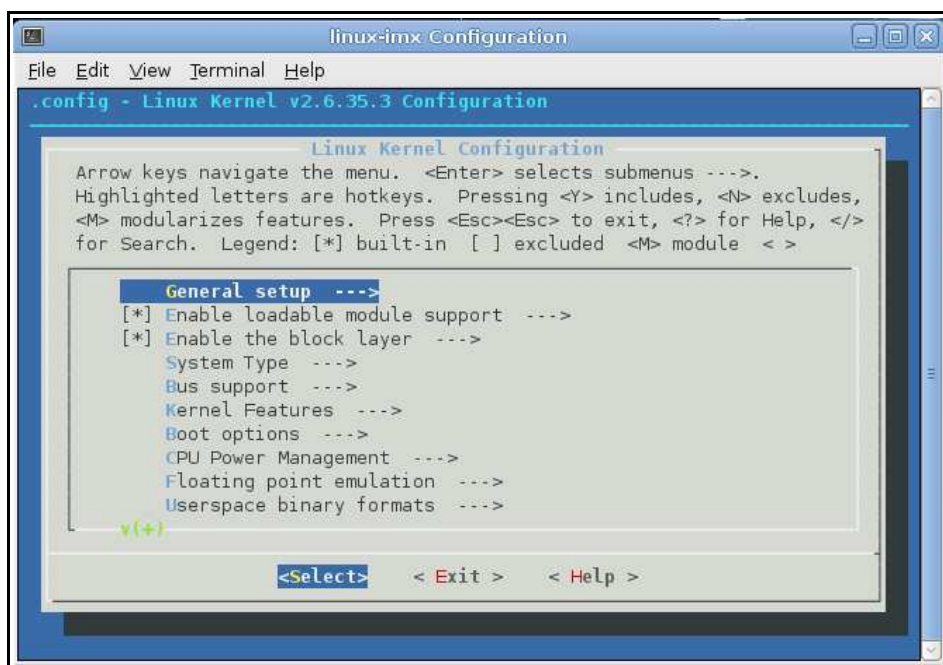 linux-imx Configuration
File Edit View Terminal Help
.config - Linux Kernel v2.6.35.3 Configuration
Linux Kernel Configuration
Arrow keys navigate the menu. <Enter> selects submenus --->.
Highlighted letters are hotkeys. Pressing <Y> includes, <N> excludes,
<M> modularizes features. Press <Esc><Esc> to exit, <?> for Help, </>
for Search. Legend: [*] built-in [ ] excluded <M> module < >
General setup --->
[*] Enable loadable module support --->
[*] Enable the block layer --->
System Type --->
Bus support --->
Kernel Features --->
Boot options --->
CPU Power Management --->
Floating point emulation --->
Userspace binary formats --->
v(+)
<Select> < Exit > < Help >